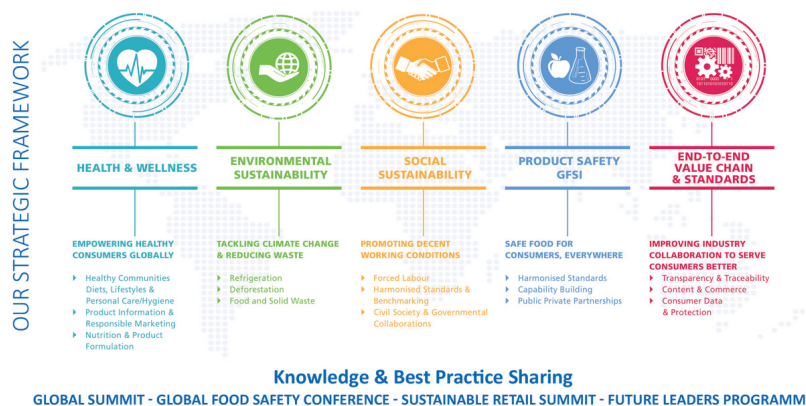 OUR STRATEGIC FRAMEWORK
HEALTH & WELLNESS
EMPOWERING HEALTHY
CONSUMERS GLOBALLY
Healthy Communities
Diets, Lifestyles &
Personal Care/Hygiene
Product Information &
Responsible Marketing
Nutrition & Product
Formulation
ENVIRONMENTAL
SUSTAINABILITY
TACKLING CLIMATE CHANGE
& REDUCING WASTE
Refrigeration
Deforestation
Food and Solid Waste
SOCIAL
SUSTAINABILITY
PROMOTING DECENT
WORKING CONDITIONS
Forced Labour
Harmonised Standards &
Benchmarking
Civil Society & Governmental
Collaborations
PRODUCT SAFETY
GFSI
SAFE FOOD FOR
CONSUMERS, EVERYWHERE
Harmonised Standards
Capability Building
Public Private Partnerships
END-TO-END
VALUE CHAIN
& STANDARDS
IMPROVING INDUSTRY
COLLABORATION TO SERVE
CONSUMERS BETTER
Transparency & Traceability
Content & Commerce
Consumer Data
& Protection
Knowledge & Best Practice Sharing
GLOBAL SUMMIT - GLOBAL FOOD SAFETY CONFERENCE - SUSTAINABLE RETAIL SUMMIT - FUTURE LEADERS PROGRAMM